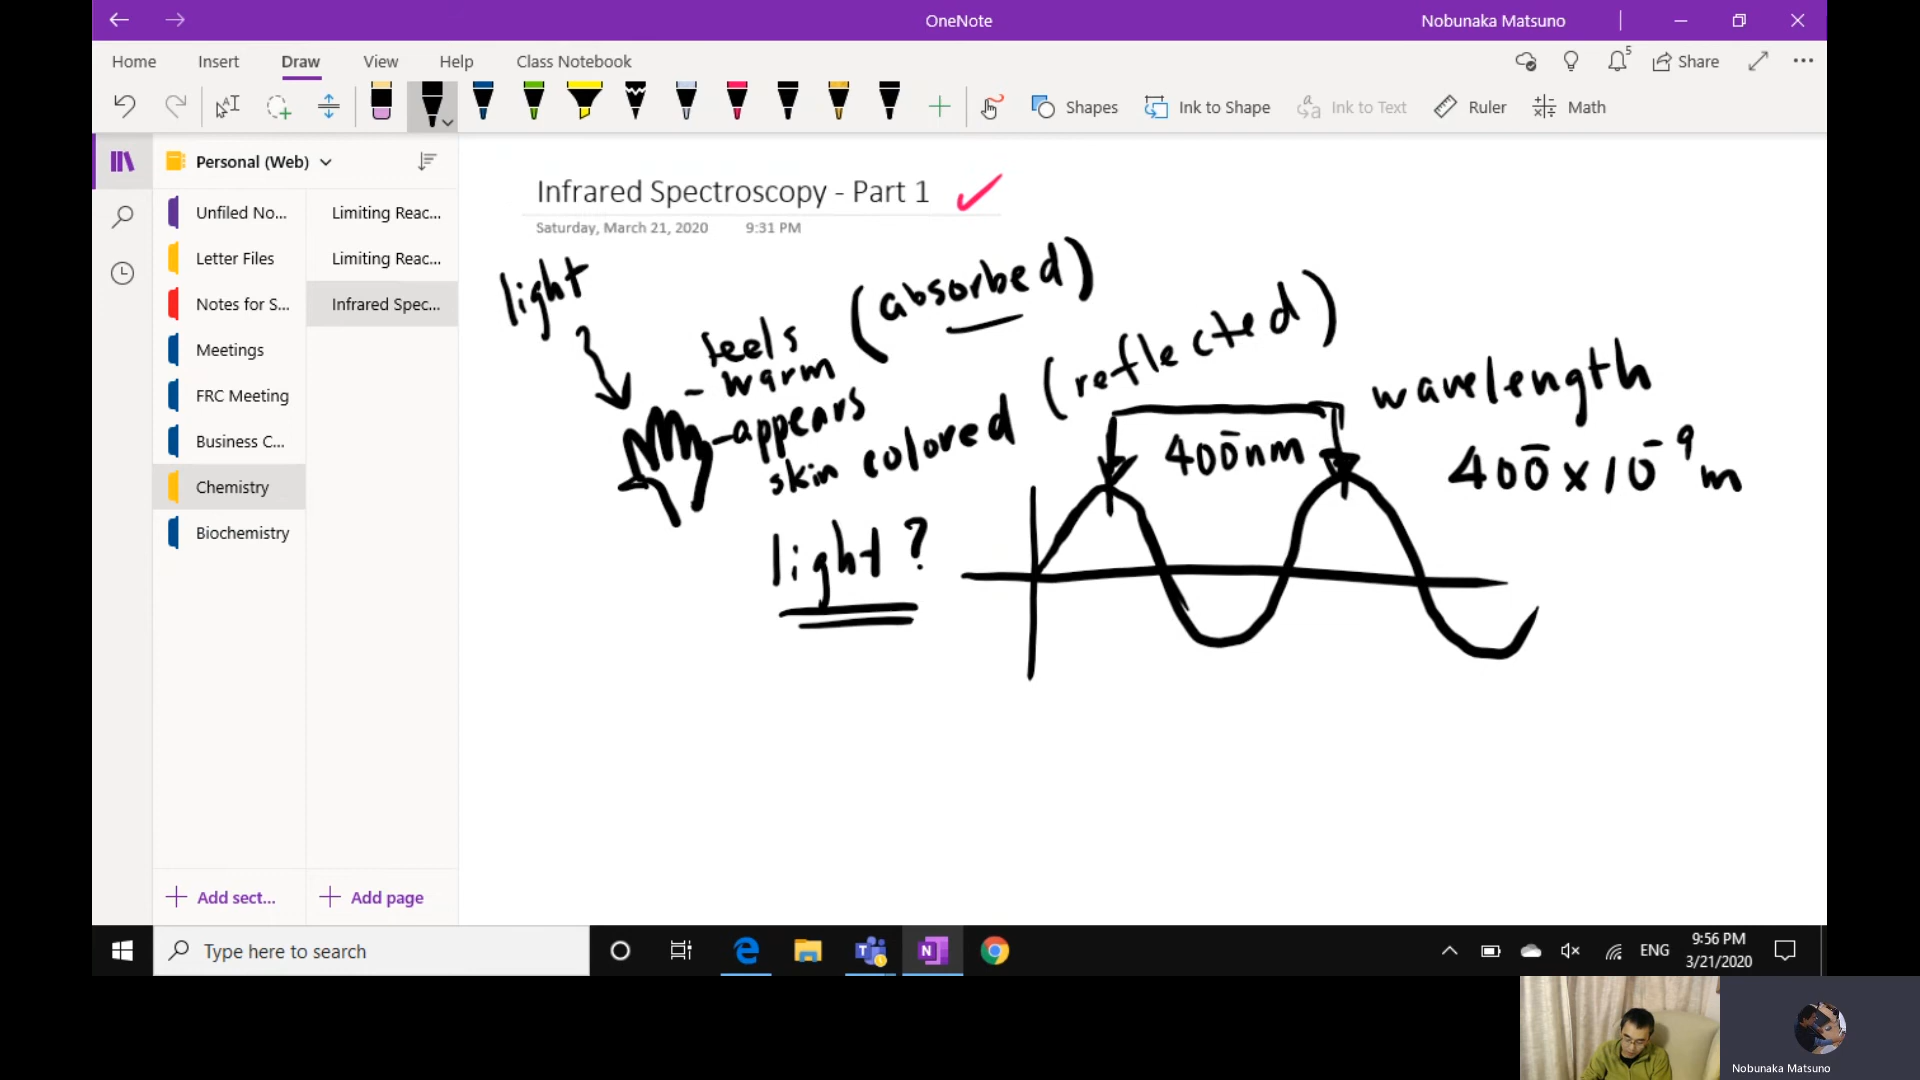 OneNote
Nobunaka Matsuno
Home Insert Draw View Help Class Notebook
5
Share
Shapes Ink to Shape Ink to Text Ruler Math
Personal (Web)
Unfiled No...
Letter Files
Notes for S...
Meetings
FRC Meeting
Business C...
Chemistry
Biochemistry
Limiting Reac...
Limiting Reac...
Infrared Spec...
Add sect...
Add page
Infrared Spectroscopy - Part 1
Saturday, March 21, 2020 9:31 PM
light
- feels warm (absorbed)
- appears skin colored (reflected)
light?
400̄nm
wavelength
400̄ x 10⁻⁹ m
Type here to search
ENG
9:56 PM
3/21/2020
Nobunaka Matsuno